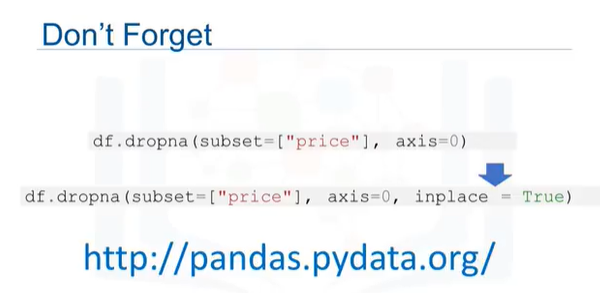 Don't Forget
df.dropna(subset=["price"], axis=0)
df.dropna(subset=["price"], axis=0, inplace = True)
http://pandas.pydata.org/